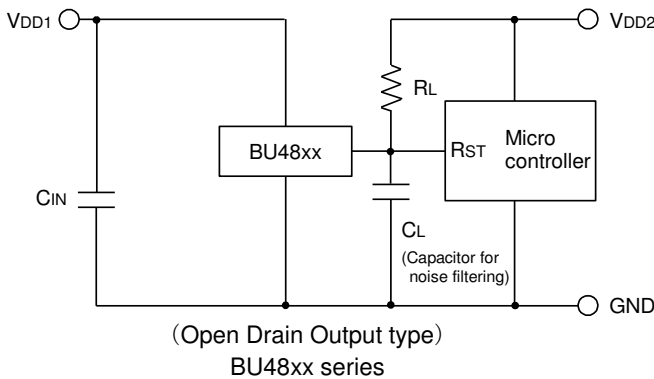 VDD1
VDD2
RL
BU48xx
RST
Micro
controller
CIN
CL
(Capacitor for
noise filtering)
GND
（Open Drain Output type）
BU48xx series